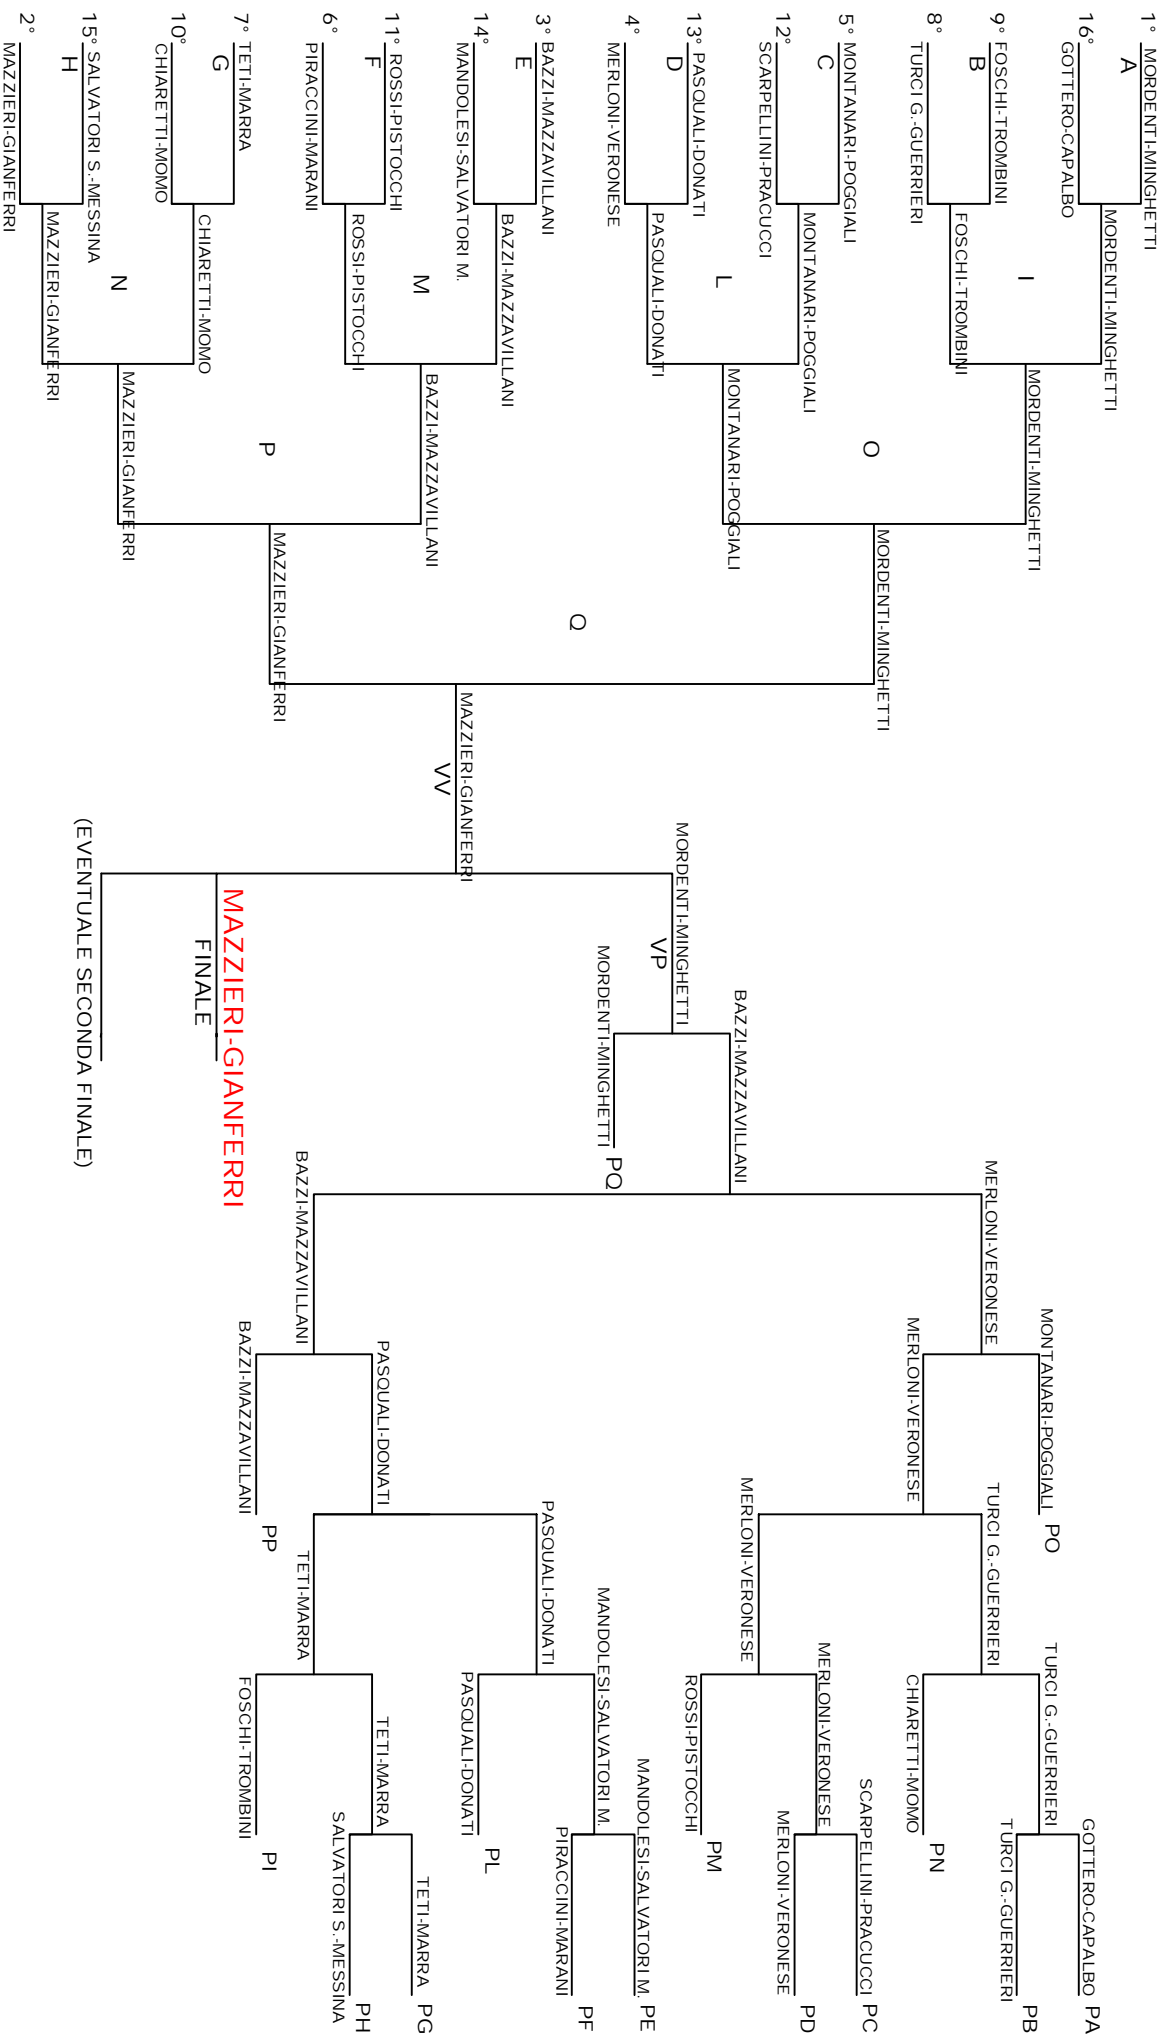 1° MORDENTI-MINGHETTI
A
16°
GOTTERO-CAPALBO
9° FOSCHI-TROMBINI
B
8°
TURCI G.-GUERRIERI
5° MONTANARI-POGGIALI
C
12°
SCARPELLINI-PRACUCCI
13° PASQUALI-DONATI
D
4°
MERLONI-VERONESE
3° BAZZI-MAZZAVILLANI
E
14°
MANDOLESI-SALVATORI M.
11° ROSSI-PISTOCCHI
F
6°
PIRACCINI-MARANI
7° TETI-MARRA
G
10°
CHIARETTI-MOMO
15° SALVATORI S.-MESSINA
H
2°
MAZZIERI-GIANFERRI
MORDENTI-MINGHETTI
I
FOSCHI-TROMBINI
MONTANARI-POGGIALI
L
PASQUALI-DONATI
BAZZI-MAZZAVILLANI
M
ROSSI-PISTOCCHI
CHIARETTI-MOMO
N
MAZZIERI-GIANFERRI
MORDENTI-MINGHETTI
O
MONTANARI-POGGIALI
BAZZI-MAZZAVILLANI
P
MAZZIERI-GIANFERRI
MORDENTI-MINGHETTI
Q
MAZZIERI-GIANFERRI
MAZZIERI-GIANFERRI
VV
MORDENTI-MINGHETTI
VP
MAZZIERI-GIANFERRI
FINALE
(EVENTUALE SECONDA FINALE)
BAZZI-MAZZAVILLANI
MORDENTI-MINGHETTI PQ
MERLONI-VERONESE
BAZZI-MAZZAVILLANI
MONTANARI-POGGIALI PO
MERLONI-VERONESE
PASQUALI-DONATI
BAZZI-MAZZAVILLANI PP
TURCI G.-GUERRIERI
MERLONI-VERONESE
PASQUALI-DONATI
TETI-MARRA
TURCI G.-GUERRIERI
CHIARETTI-MOMO PN
MERLONI-VERONESE
ROSSI-PISTOCCHI PM
MANDOLESI-SALVATORI M.
PASQUALI-DONATI PL
TETI-MARRA
FOSCHI-TROMBINI PI
GOTTERO-CAPALBO PA
TURCI G.-GUERRIERI PB
SCARPELLINI-PRACUCCI PC
MERLONI-VERONESE PD
MANDOLESI-SALVATORI M. PE
PIRACCINI-MARANI PF
TETI-MARRA PG
SALVATORI S.-MESSINA PH